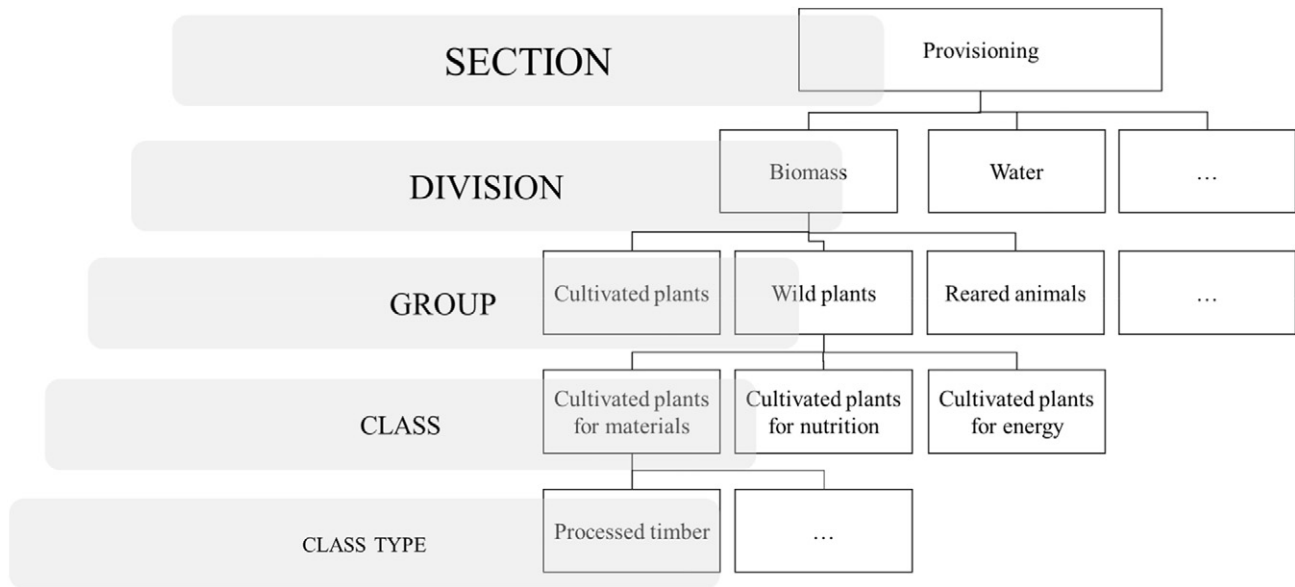 SECTION
Provisioning
DIVISION
Biomass
Water
...
GROUP
Cultivated plants
Wild plants
Reared animals
...
CLASS
Cultivated plants
for materials
Cultivated plants
for nutrition
Cultivated plants
for energy
CLASS TYPE
Processed timber
...